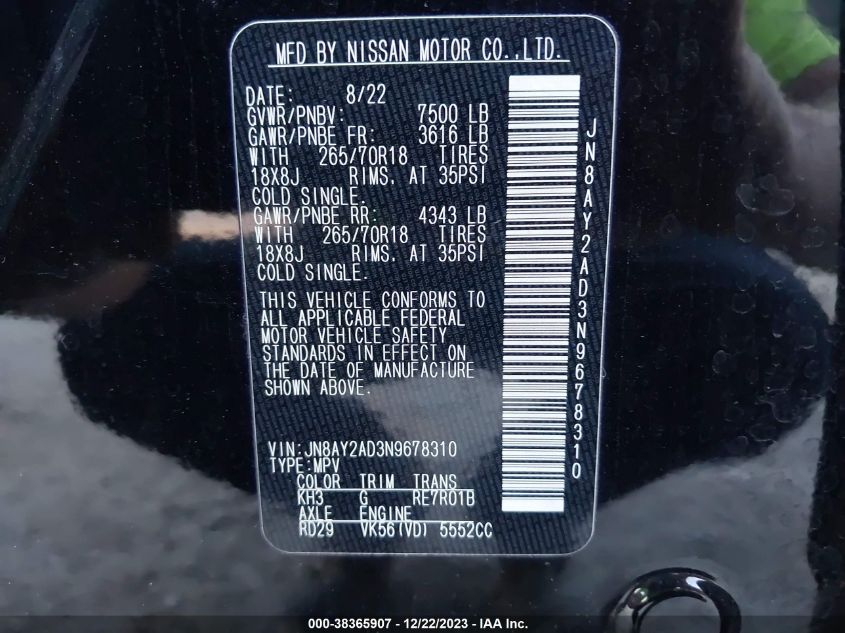 MFD BY NISSAN MOTOR CO.,LTD.
DATE: 8/22
GVWR/PNBV: 7500 LB
GAWR/PNBE FR: 3616 LB
WITH 265/70R18 TIRES
18X8J RIMS. AT 35PSI
COLD SINGLE.
GAWR/PNBE RR: 4343 LB
WITH 265/70R18 TIRES
18X8J RIMS. AT 35PSI
COLD SINGLE.
THIS VEHICLE CONFORMS TO
ALL APPLICABLE FEDERAL
MOTOR VEHICLE SAFETY
STANDARDS IN EFFECT ON
THE DATE OF MANUFACTURE
SHOWN ABOVE.
VIN:JN8AY2AD3N9678310
TYPE:MPV
COLOR TRIM TRANS
KH3 G RE7R01B
AXLE ENGINE
RD29 VK56(VD) 5552CC
JN8AY2AD3N9678310
000-38365907 - 12/22/2023 - IAA Inc.